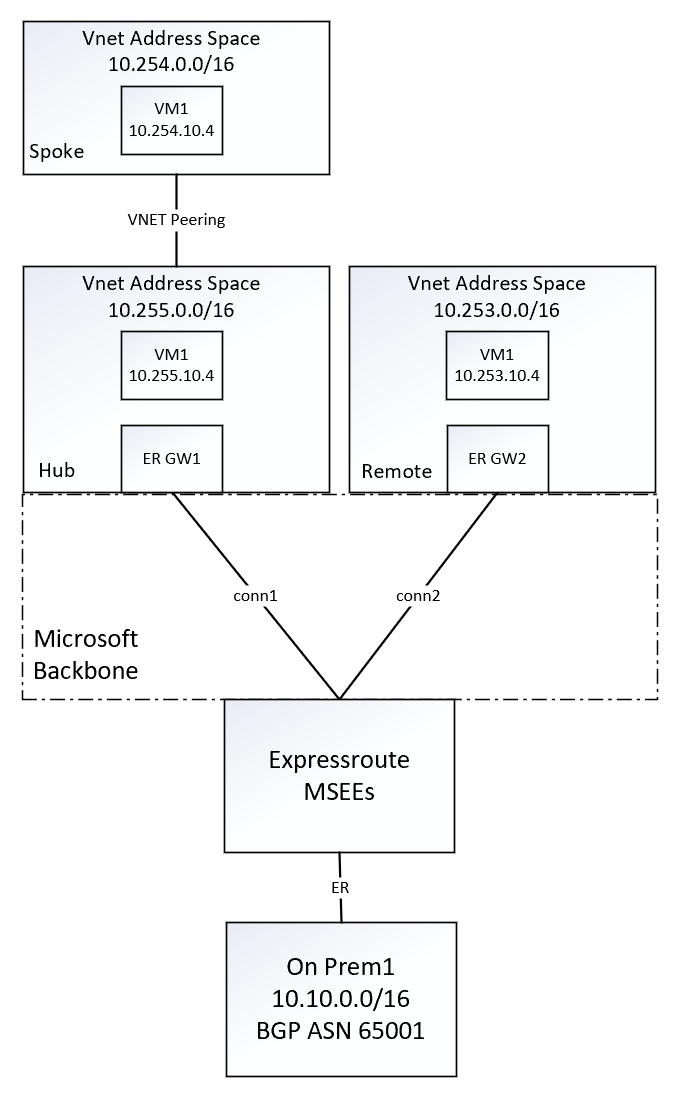 Vnet Address Space
10.254.0.0/16
VM1
10.254.10.4
Spoke
VNET Peering
Vnet Address Space
10.255.0.0/16
VM1
10.255.10.4
ER GW1
Hub
Vnet Address Space
10.253.0.0/16
VM1
10.253.10.4
ER GW2
Remote
conn1
conn2
Microsoft
Backbone
Expressroute
MSEEs
ER
On Prem1
10.10.0.0/16
BGP ASN 65001